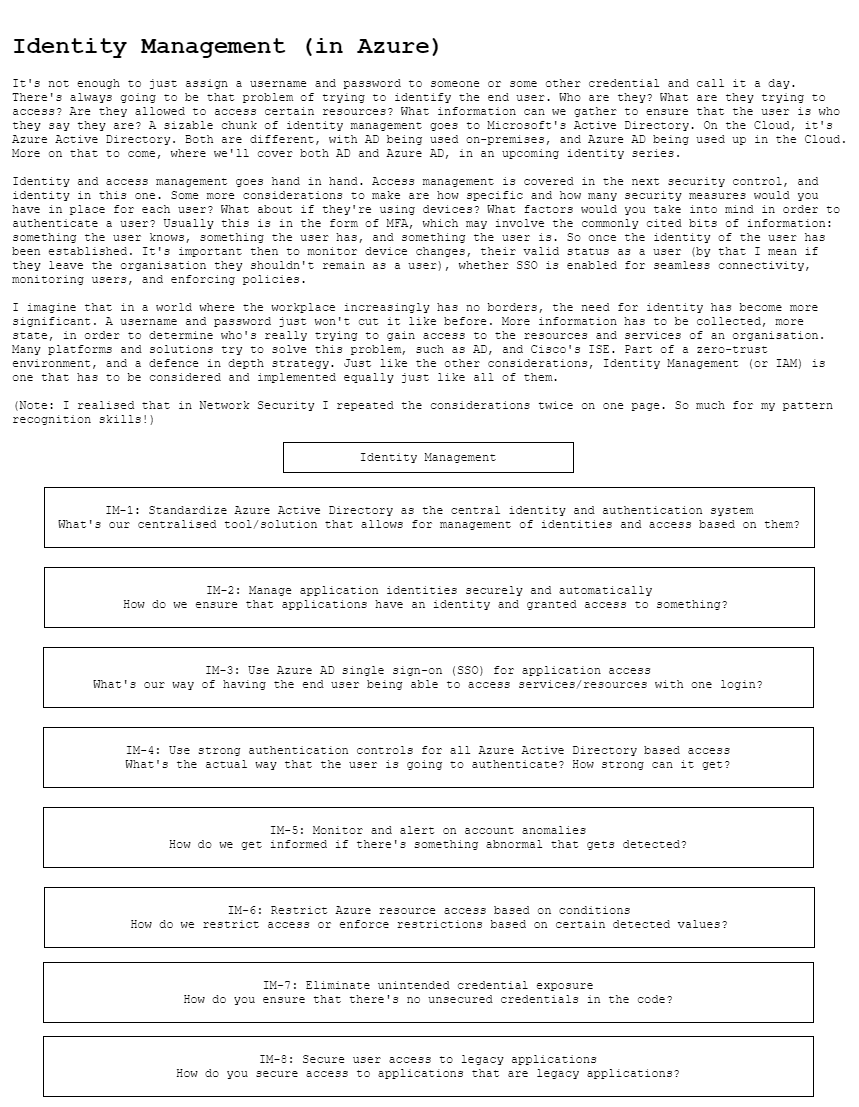 Identity Management (in Azure)
It's not enough to just assign a username and password to someone or some other credential and call it a day.
There's always going to be that problem of trying to identify the end user. Who are they? What are they trying to
access? Are they allowed to access certain resources? What information can we gather to ensure that the user is who
they say they are? A sizable chunk of identity management goes to Microsoft's Active Directory. On the Cloud, it's
Azure Active Directory. Both are different, with AD being used on-premises, and Azure AD being used up in the Cloud.
More on that to come, where we'll cover both AD and Azure AD, in an upcoming identity series.
Identity and access management goes hand in hand. Access management is covered in the next security control, and
identity in this one. Some more considerations to make are how specific and how many security measures would you
have in place for each user? What about if they're using devices? What factors would you take into mind in order to
authenticate a user? Usually this is in the form of MFA, which may involve the commonly cited bits of information:
something the user knows, something the user has, and something the user is. So once the identity of the user has
been established. It's important then to monitor device changes, their valid status as a user (by that I mean if
they leave the organisation they shouldn't remain as a user), whether SSO is enabled for seamless connectivity,
monitoring users, and enforcing policies.
I imagine that in a world where the workplace increasingly has no borders, the need for identity has become more
significant. A username and password just won't cut it like before. More information has to be collected, more
state, in order to determine who's really trying to gain access to the resources and services of an organisation.
Many platforms and solutions try to solve this problem, such as AD, and Cisco's ISE. Part of a zero-trust
environment, and a defence in depth strategy. Just like the other considerations, Identity Management (or IAM) is
one that has to be considered and implemented equally just like all of them.
(Note: I realised that in Network Security I repeated the considerations twice on one page. So much for my pattern
recognition skills!)
Identity Management
IM-1: Standardize Azure Active Directory as the central identity and authentication system
What's our centralised tool/solution that allows for management of identities and access based on them?
IM-2: Manage application identities securely and automatically
How do we ensure that applications have an identity and granted access to something?
IM-3: Use Azure AD single sign-on (SSO) for application access
What's our way of having the end user being able to access services/resources with one login?
IM-4: Use strong authentication controls for all Azure Active Directory based access
What's the actual way that the user is going to authenticate? How strong can it get?
IM-5: Monitor and alert on account anomalies
How do we get informed if there's something abnormal that gets detected?
IM-6: Restrict Azure resource access based on conditions
How do we restrict access or enforce restrictions based on certain detected values?
IM-7: Eliminate unintended credential exposure
How do you ensure that there's no unsecured credentials in the code?
IM-8: Secure user access to legacy applications
How do you secure access to applications that are legacy applications?